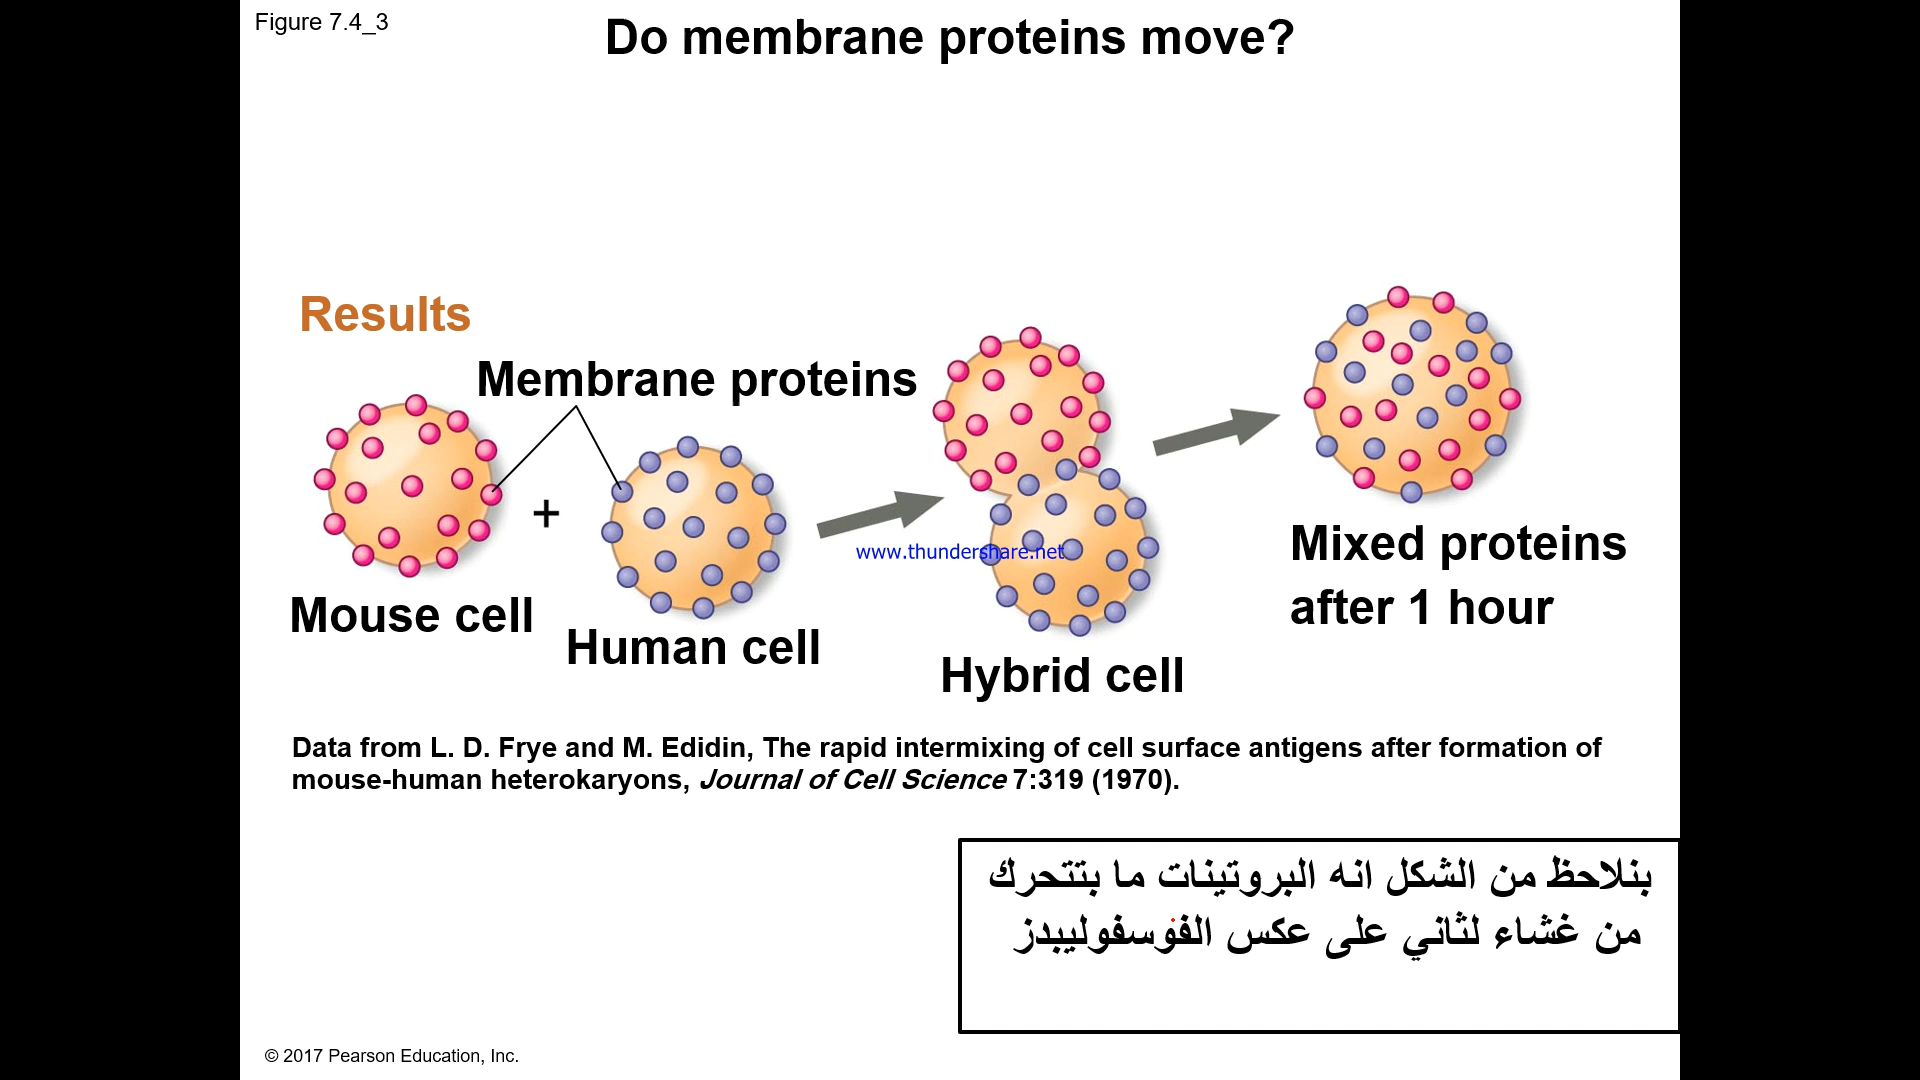 Figure 7.4_3
Do membrane proteins move?
Results
Membrane proteins
+
Mouse cell
Human cell
www.thundershare.net
Hybrid cell
Mixed proteins
after 1 hour
Data from L. D. Frye and M. Edidin, The rapid intermixing of cell surface antigens after formation of
mouse-human heterokaryons, Journal of Cell Science 7:319 (1970).
بنلاحظ من الشكل انه البروتينات ما بتتحرك
من غشاء لثاني على عكس الفوسفوليبدز
© 2017 Pearson Education, Inc.